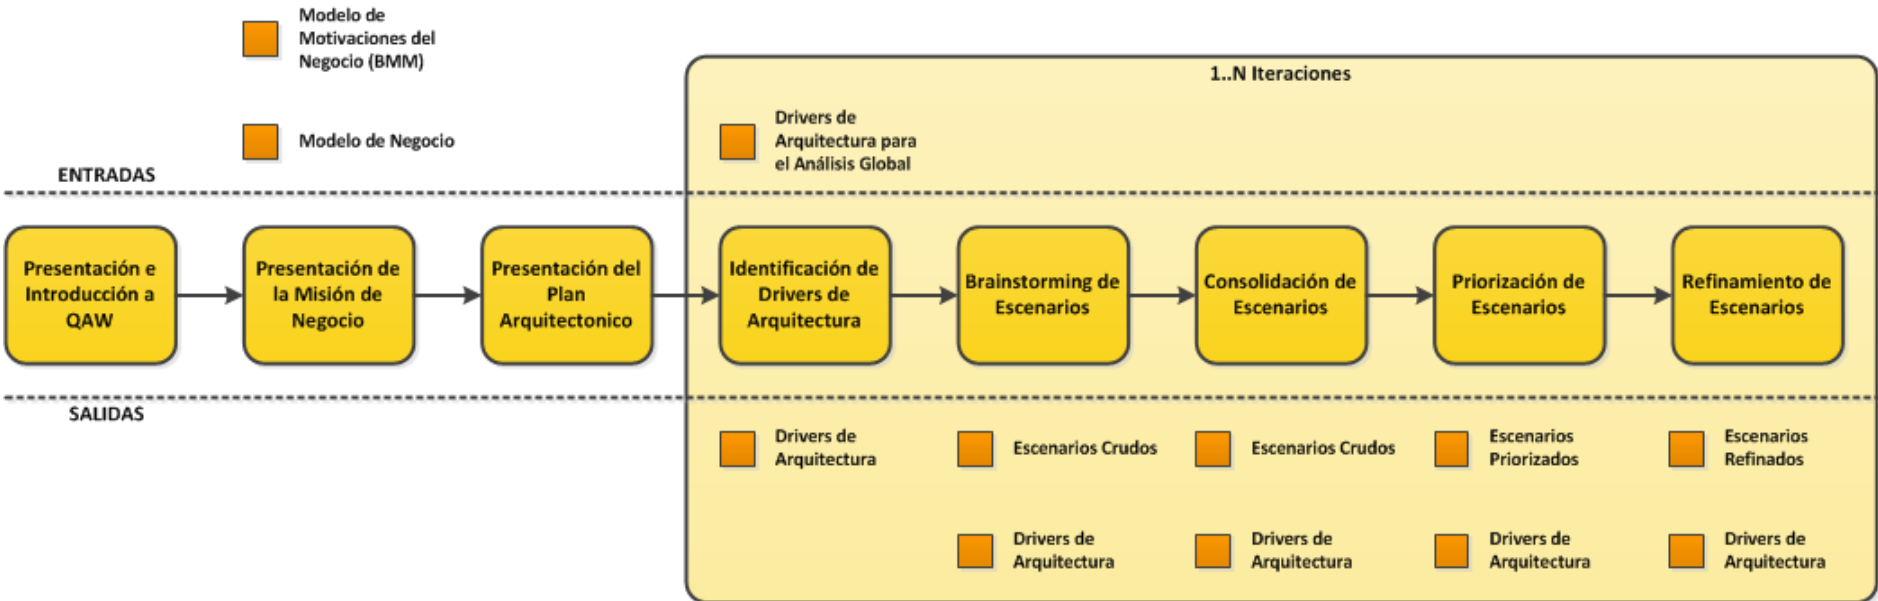 Modelo de
Motivaciones del
Negocio (BMM)
1..N Iteraciones
Modelo de Negocio
Drivers de
Arquitectura para
el Análisis Global
ENTRADAS
Presentación e
Introducción a
QAW
Presentación de
la Misión de
Negocio
Presentación del
Plan
Arquitectonico
Identificación de
Drivers de
Arquitectura
Brainstorming de
Escenarios
Consolidación de
Escenarios
Priorización de
Escenarios
Refinamiento de
Escenarios
SALIDAS
Drivers de
Arquitectura
Escenarios Crudos
Escenarios Crudos
Escenarios
Priorizados
Escenarios
Refinados
Drivers de
Arquitectura
Drivers de
Arquitectura
Drivers de
Arquitectura
Drivers de
Arquitectura